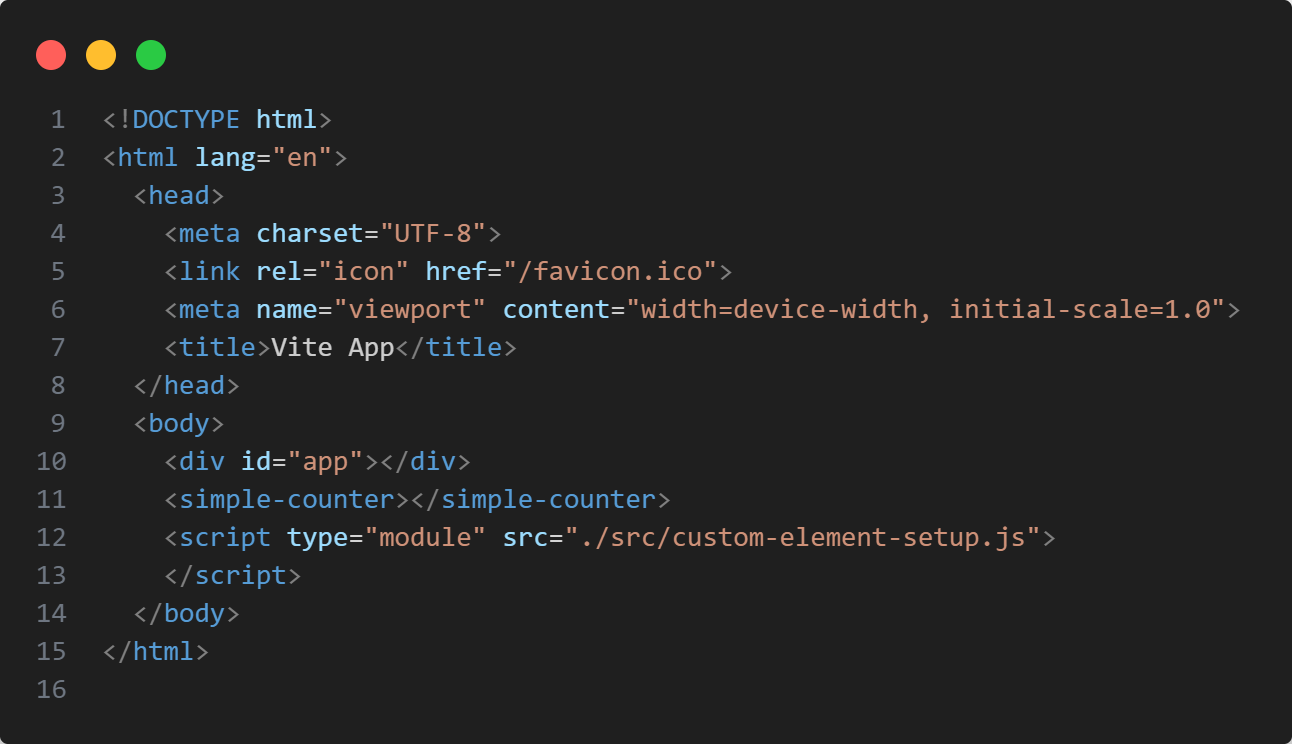 1 <!DOCTYPE html>
2 <html lang="en">
3   <head>
4     <meta charset="UTF-8">
5     <link rel="icon" href="/favicon.ico">
6     <meta name="viewport" content="width=device-width, initial-scale=1.0">
7     <title>Vite App</title>
8   </head>
9   <body>
10     <div id="app"></div>
11     <simple-counter></simple-counter>
12     <script type="module" src="./src/custom-element-setup.js">
13     </script>
14   </body>
15 </html>
16